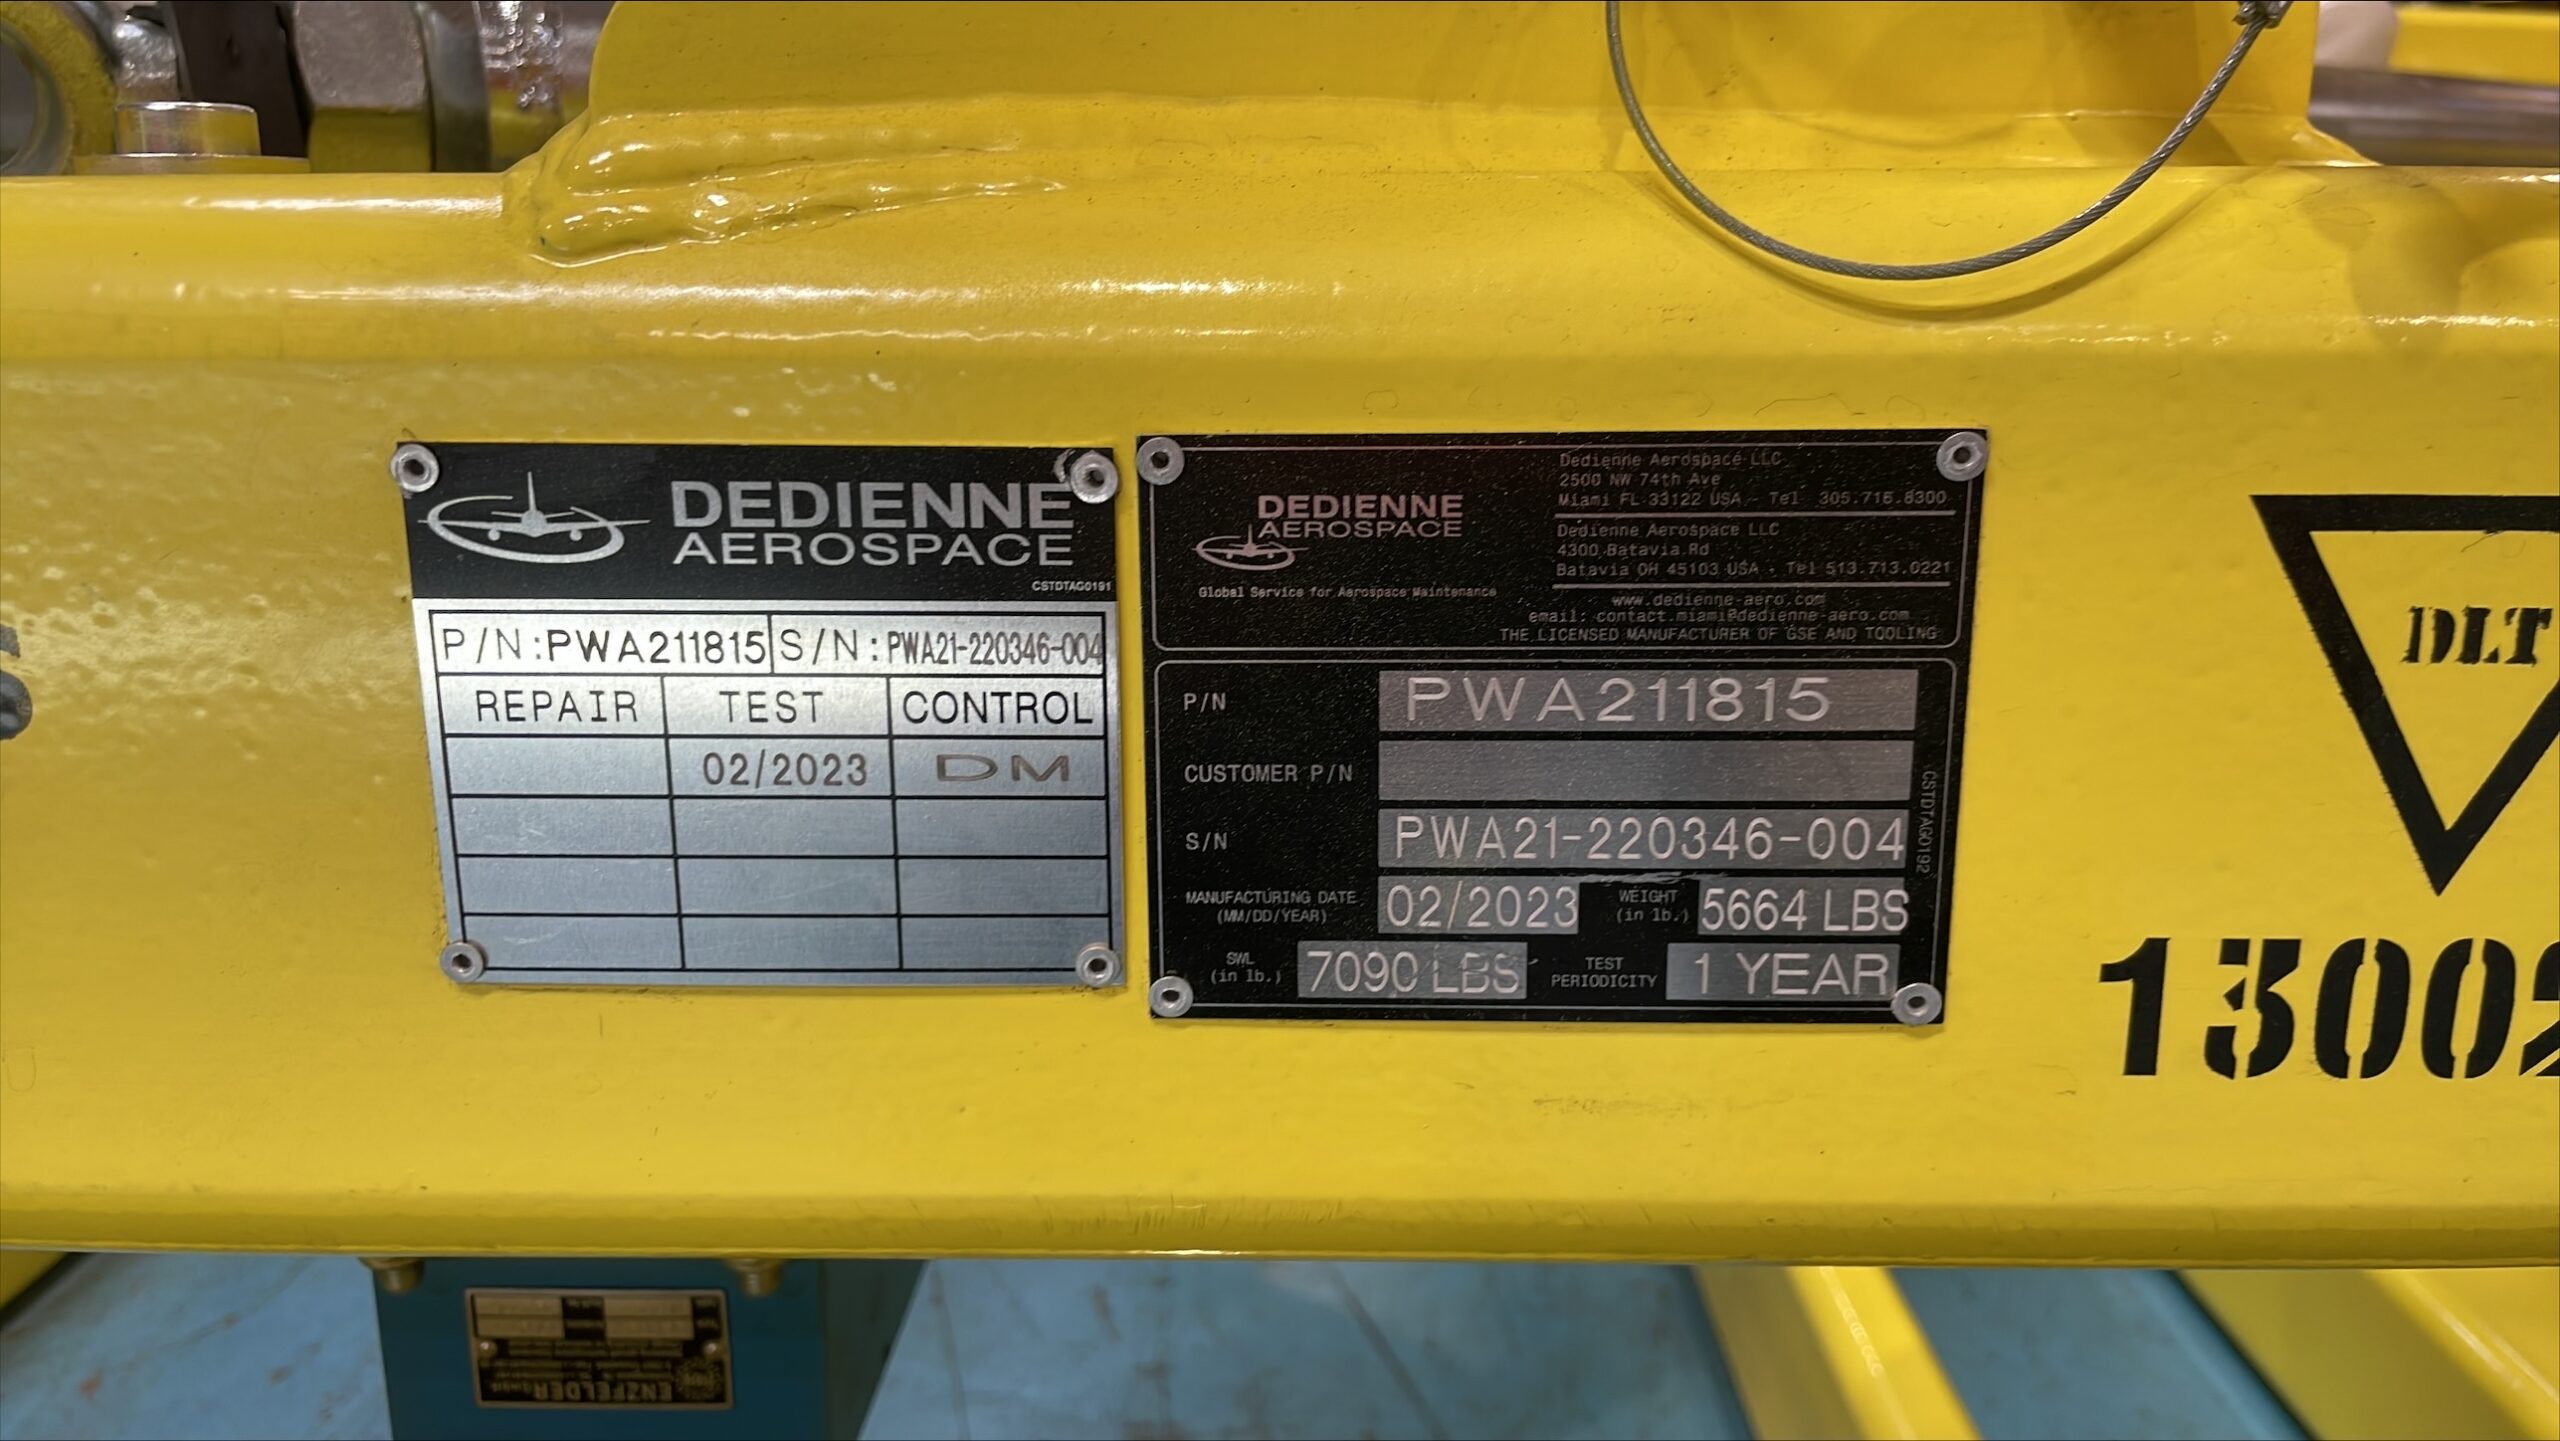 DEDIENNE
AEROSPACE
CSTDTAG0191
P/N:PWA211815 S/N:PWA21-220346-004
REPAIR TEST CONTROL
02/2023 DM
DEDIENNE
AEROSPACE
Global Service for Aerospace Maintenance
Dedienne Aerospace LLC
2500 NW 74th Ave
Miami FL 33122 USA - Tel 305.716.8300
Dedienne Aerospace LLC
4300 Batavia Rd
Batavia OH 45103 USA - Tel 513.713.0221
www.dedienne-aero.com
email: contact.miami@dedienne-aero.com
THE LICENSED MANUFACTURER OF GSE AND TOOLING
P/N PWA211815
CUSTOMER P/N
S/N PWA21-220346-004
CSTDTAG0192
MANUFACTURING DATE 02/2023 WEIGHT 5664 LBS
(MM/DD/YEAR) (in lb.)
SWL 7090 LBS TEST 1 YEAR
(in lb.) PERIODICITY
DLT
13002
ENZFELDER